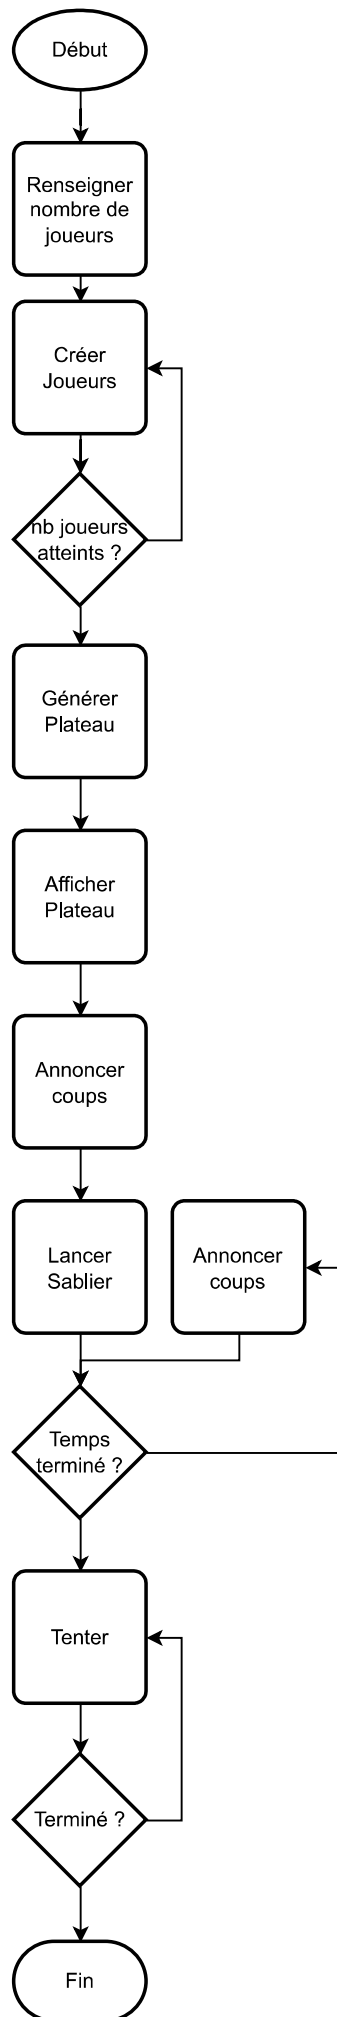 Début
Renseigner
nombre de
joueurs
Créer
Joueurs
nb joueurs
atteints ?
Générer
Plateau
Afficher
Plateau
Annoncer
coups
Lancer
Sablier
Annoncer
coups
Temps
terminé ?
Tenter
Terminé ?
Fin